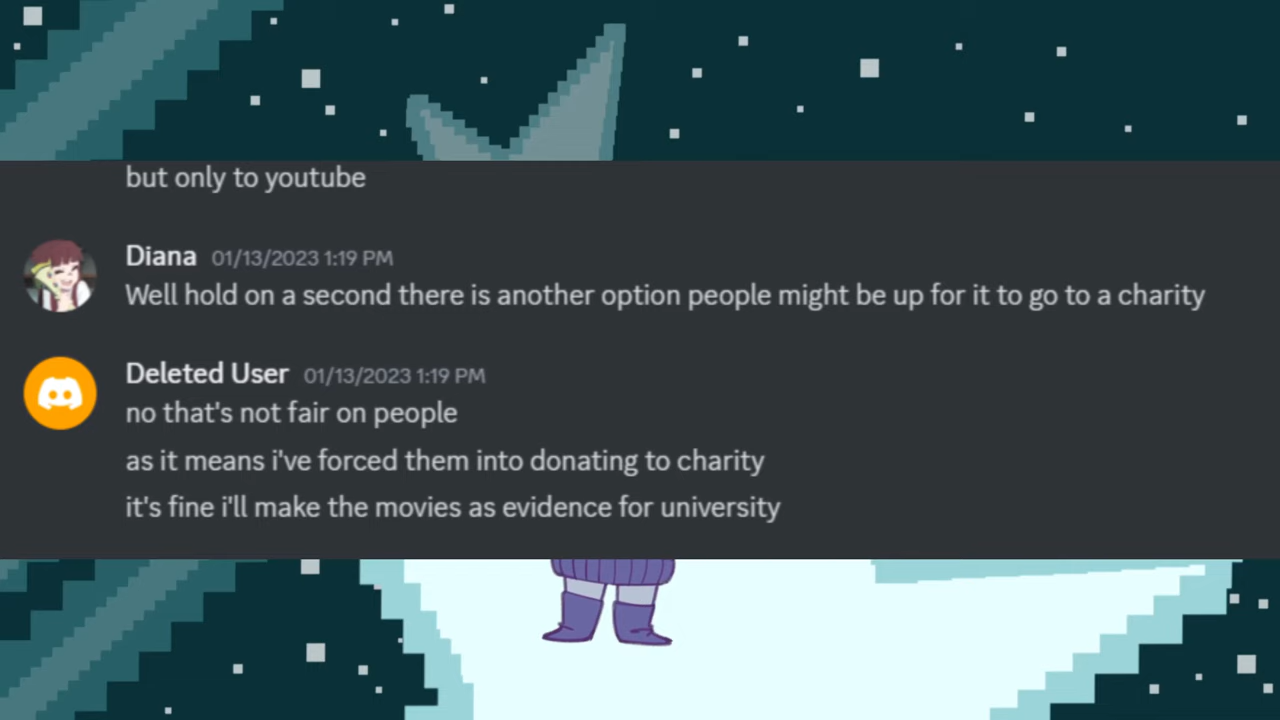 but only to youtube
Diana 01/13/2023 1:19 PM
Well hold on a second there is another option people might be up for it to go to a charity
Deleted User 01/13/2023 1:19 PM
no that's not fair on people
as it means i've forced them into donating to charity
it's fine i'll make the movies as evidence for university